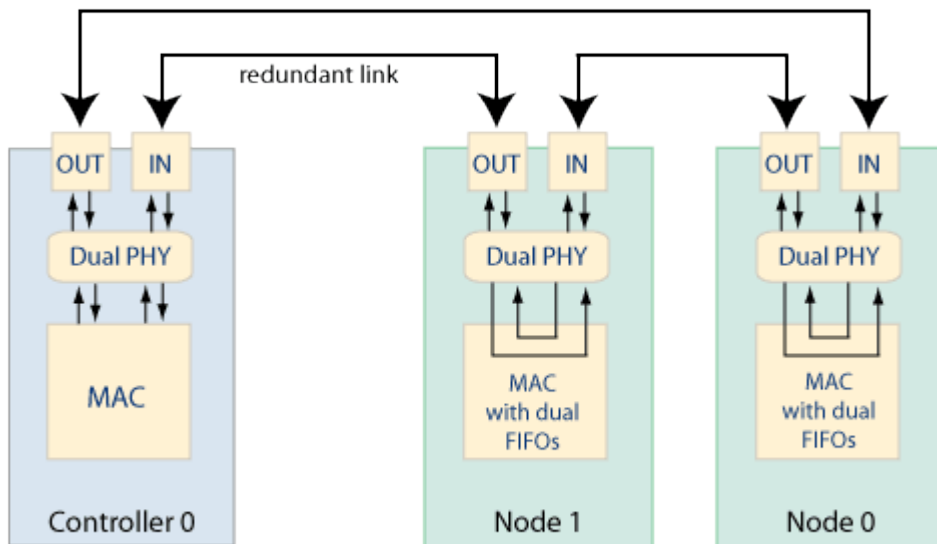 redundant link
OUT
IN
OUT
IN
OUT
IN
Dual PHY
Dual PHY
Dual PHY
MAC
MAC
with dual
FIFOs
MAC
with dual
FIFOs
Controller 0
Node 1
Node 0